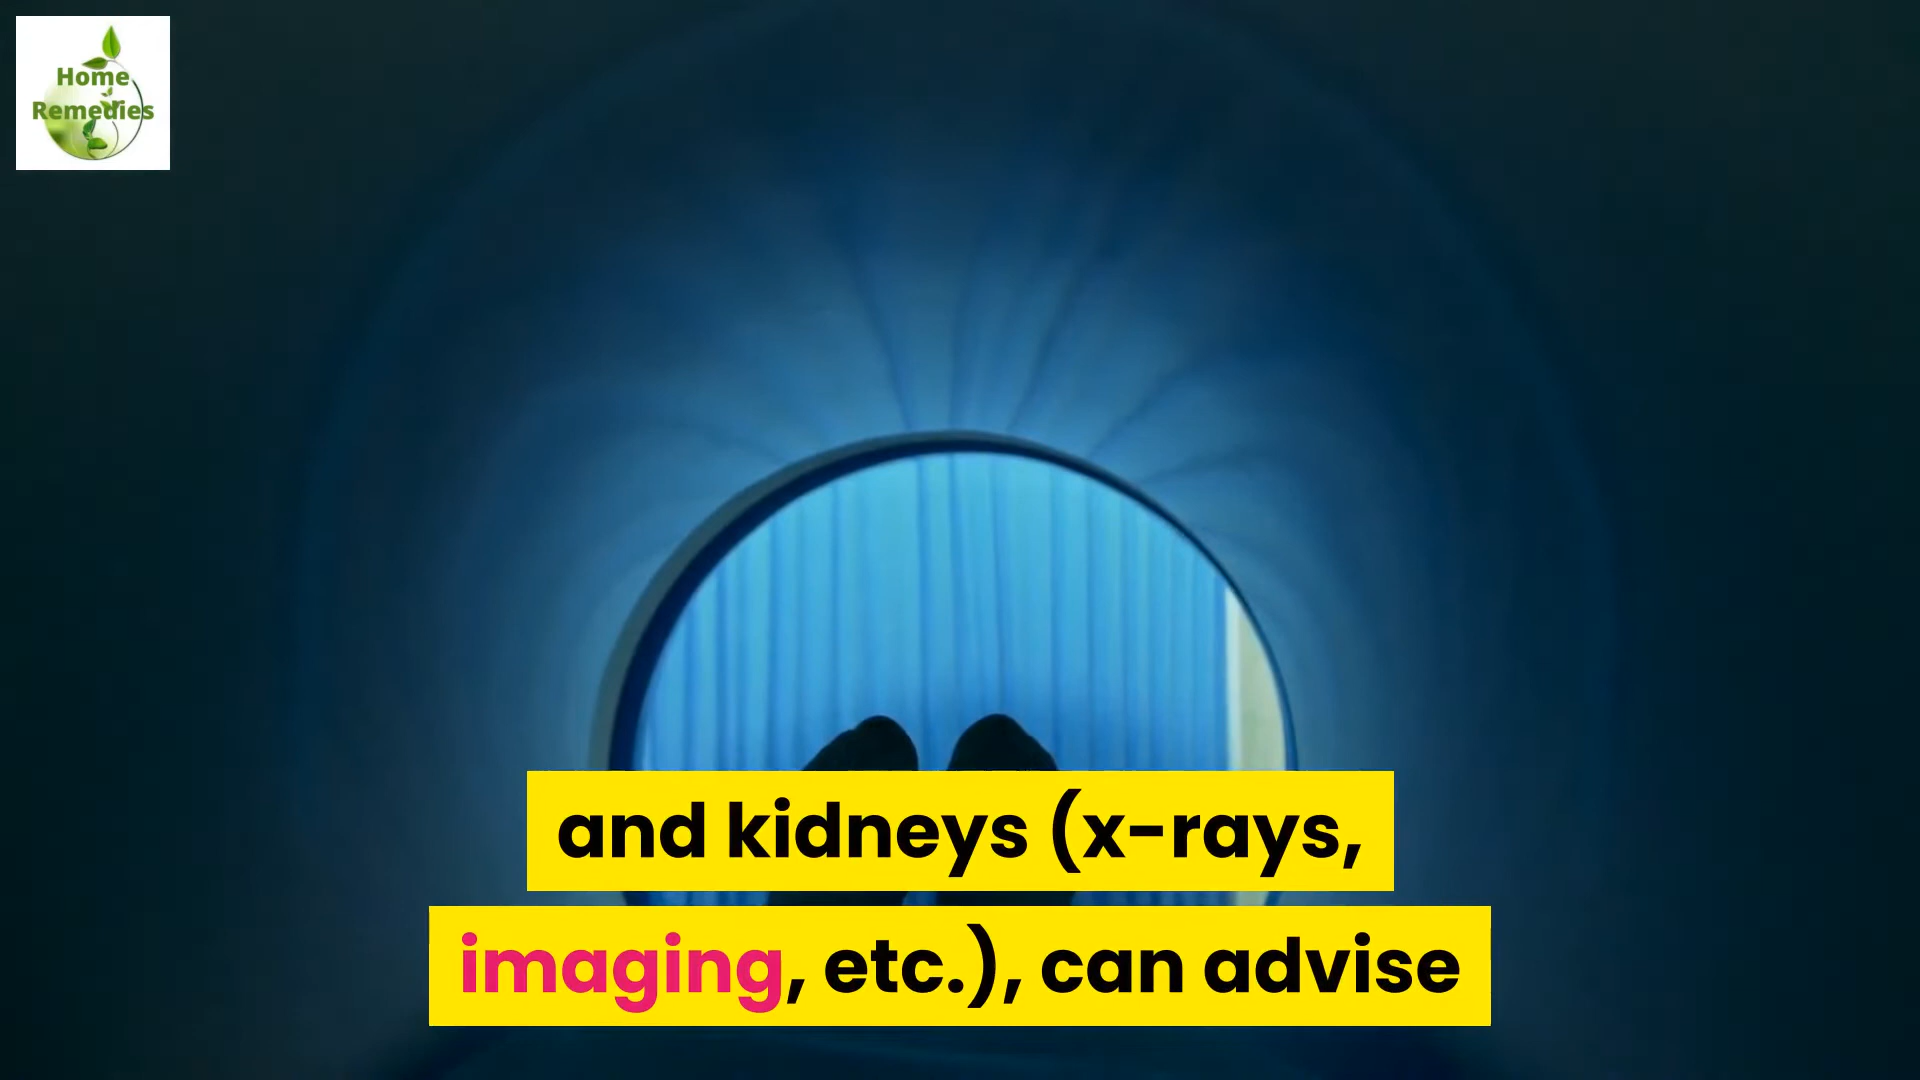 Home
Remedies
and kidneys (x-rays,
imaging, etc.), can advise